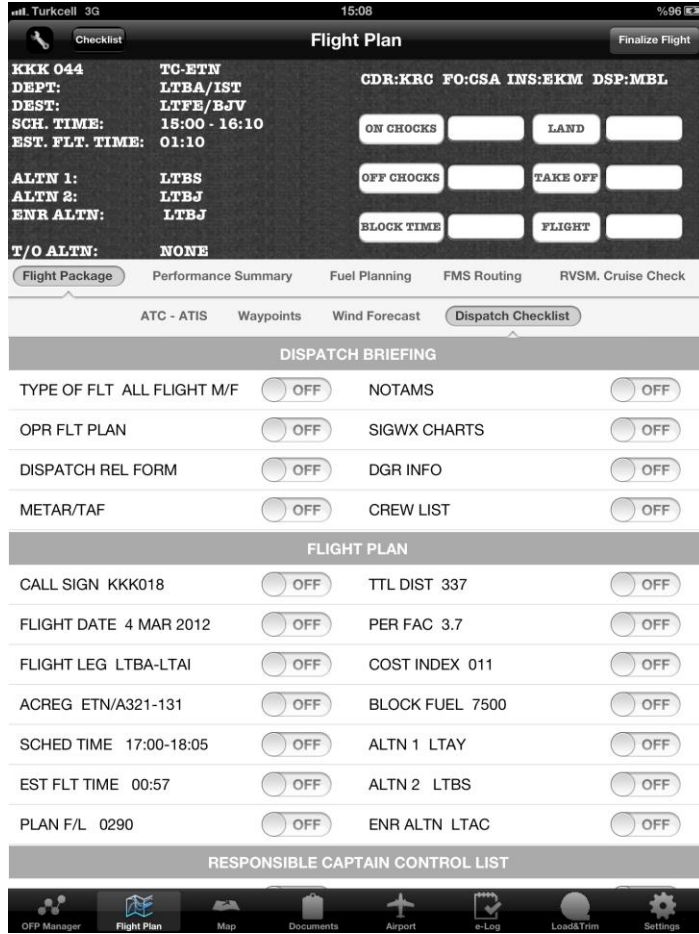 Turkcell 3G 15:08 %96
Checklist Flight Plan Finalize Flight
KKK 044 TC-ETN
DEPT: LTBA/IST
DEST: LTFE/BJV
SCH. TIME: 15:00 - 16:10
EST. FLT. TIME: 01:10
ALTN 1: LTBS
ALTN 2: LTBJ
ENR ALTN: LTBJ
T/O ALTN: NONE
CDR:KRC FO:CSA INS:EKM DSP:MBL
ON CHOCKS LAND
OFF CHOCKS TAKE OFF
BLOCK TIME FLIGHT
Flight Package Performance Summary Fuel Planning FMS Routing RVSM. Cruise Check
ATC - ATIS Waypoints Wind Forecast Dispatch Checklist
DISPATCH BRIEFING
TYPE OF FLT ALL FLIGHT M/F OFF NOTAMS OFF
OPR FLT PLAN OFF SIGWX CHARTS OFF
DISPATCH REL FORM OFF DGR INFO OFF
METAR/TAF OFF CREW LIST OFF
FLIGHT PLAN
CALL SIGN KKK018 OFF TTL DIST 337 OFF
FLIGHT DATE 4 MAR 2012 OFF PER FAC 3.7 OFF
FLIGHT LEG LTBA-LTAI OFF COST INDEX 011 OFF
ACREG ETN/A321-131 OFF BLOCK FUEL 7500 OFF
SCHED TIME 17:00-18:05 OFF ALTN 1 LTAY OFF
EST FLT TIME 00:57 OFF ALTN 2 LTBS OFF
PLAN F/L 0290 OFF ENR ALTN LTAC OFF
RESPONSIBLE CAPTAIN CONTROL LIST
OFP Manager Flight Plan Map Documents Airport e-Log Load&Trim Settings